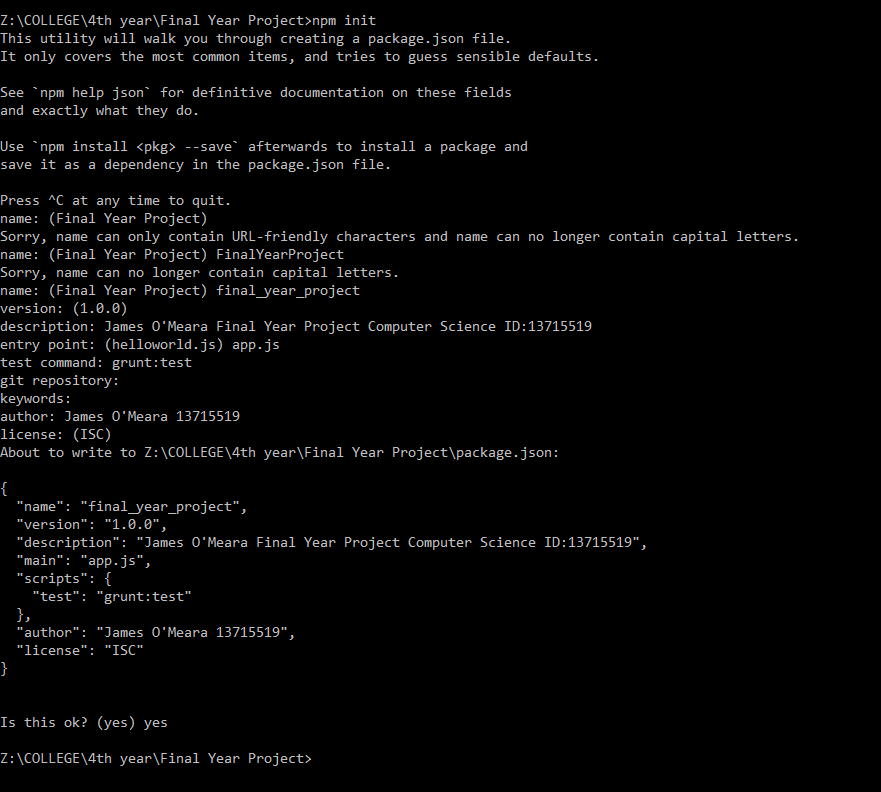 Z:\COLLEGE\4th year\Final Year Project>npm init
This utility will walk you through creating a package.json file.
It only covers the most common items, and tries to guess sensible defaults.
See `npm help json` for definitive documentation on these fields
and exactly what they do.
Use `npm install <pkg> --save` afterwards to install a package and
save it as a dependency in the package.json file.
Press ^C at any time to quit.
name: (Final Year Project)
Sorry, name can only contain URL-friendly characters and name can no longer contain capital letters.
name: (Final Year Project) FinalYearProject
Sorry, name can no longer contain capital letters.
name: (Final Year Project) final_year_project
version: (1.0.0)
description: James O'Meara Final Year Project Computer Science ID:13715519
entry point: (helloworld.js) app.js
test command: grunt:test
git repository:
keywords:
author: James O'Meara 13715519
license: (ISC)
About to write to Z:\COLLEGE\4th year\Final Year Project\package.json:
{
  "name": "final_year_project",
  "version": "1.0.0",
  "description": "James O'Meara Final Year Project Computer Science ID:13715519",
  "main": "app.js",
  "scripts": {
    "test": "grunt:test"
  },
  "author": "James O'Meara 13715519",
  "license": "ISC"
}
Is this ok? (yes) yes
Z:\COLLEGE\4th year\Final Year Project>